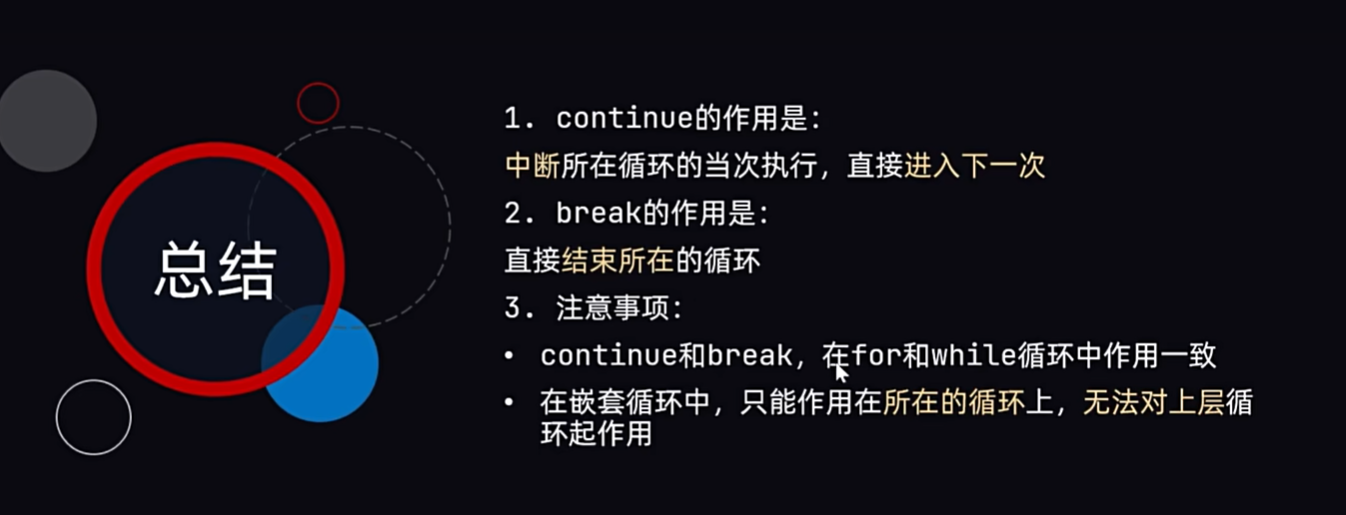 总结
1. continue的作用是：
中断所在循环的当次执行，直接进入下一次
2. break的作用是：
直接结束所在的循环
3. 注意事项：
• continue和break，在for和while循环中作用一致
• 在嵌套循环中，只能作用在所在的循环上，无法对上层循
环起作用